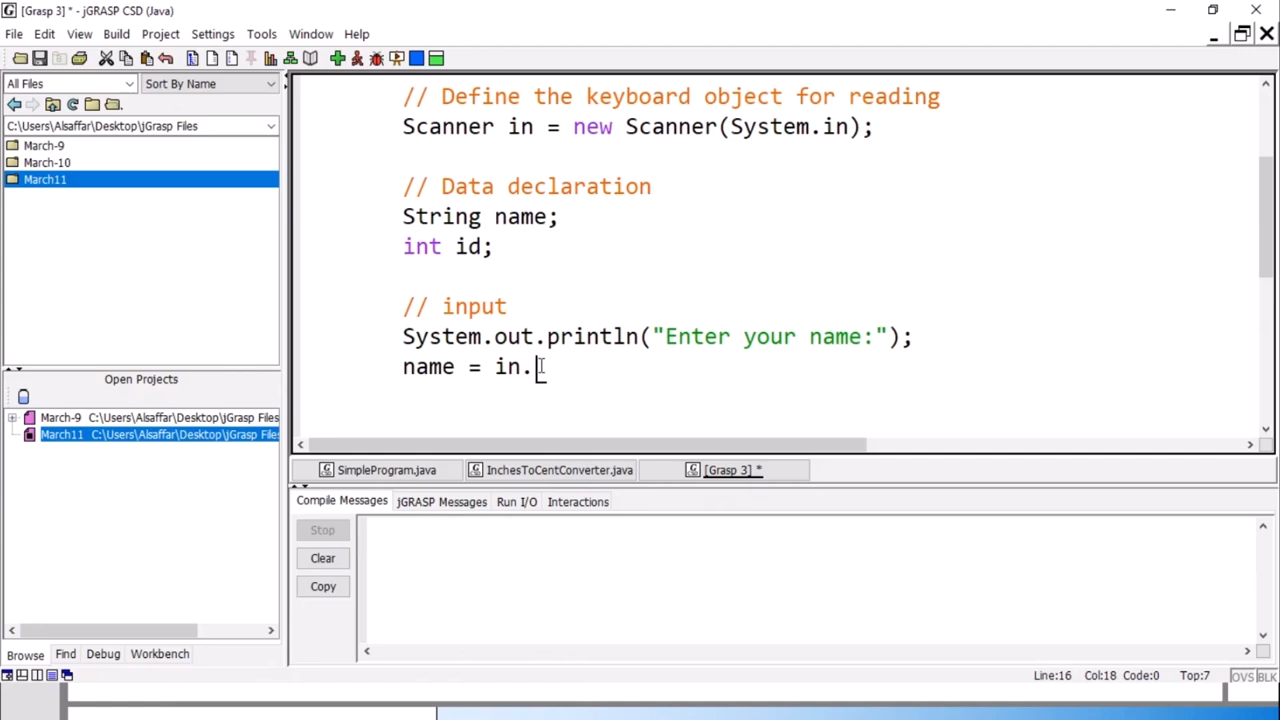 [Grasp 3] * - jGRASP CSD (Java)
File Edit View Build Project Settings Tools Window Help
All Files Sort By Name
C:\Users\Alsaffar\Desktop\jGrasp Files
March-9
March-10
March11
Open Projects
March-9 C:\Users\Alsaffar\Desktop\jGrasp Files
March11 C:\Users\Alsaffar\Desktop\jGrasp Files
Browse Find Debug Workbench
// Define the keyboard object for reading
Scanner in = new Scanner(System.in);
// Data declaration
String name;
int id;
// input
System.out.println("Enter your name:");
name = in.
SimpleProgram.java InchesToCentConverter.java [Grasp 3] *
Compile Messages jGRASP Messages Run I/O Interactions
Stop
Clear
Copy
Line:16 Col:18 Code:0 Top:7 OVS BLK